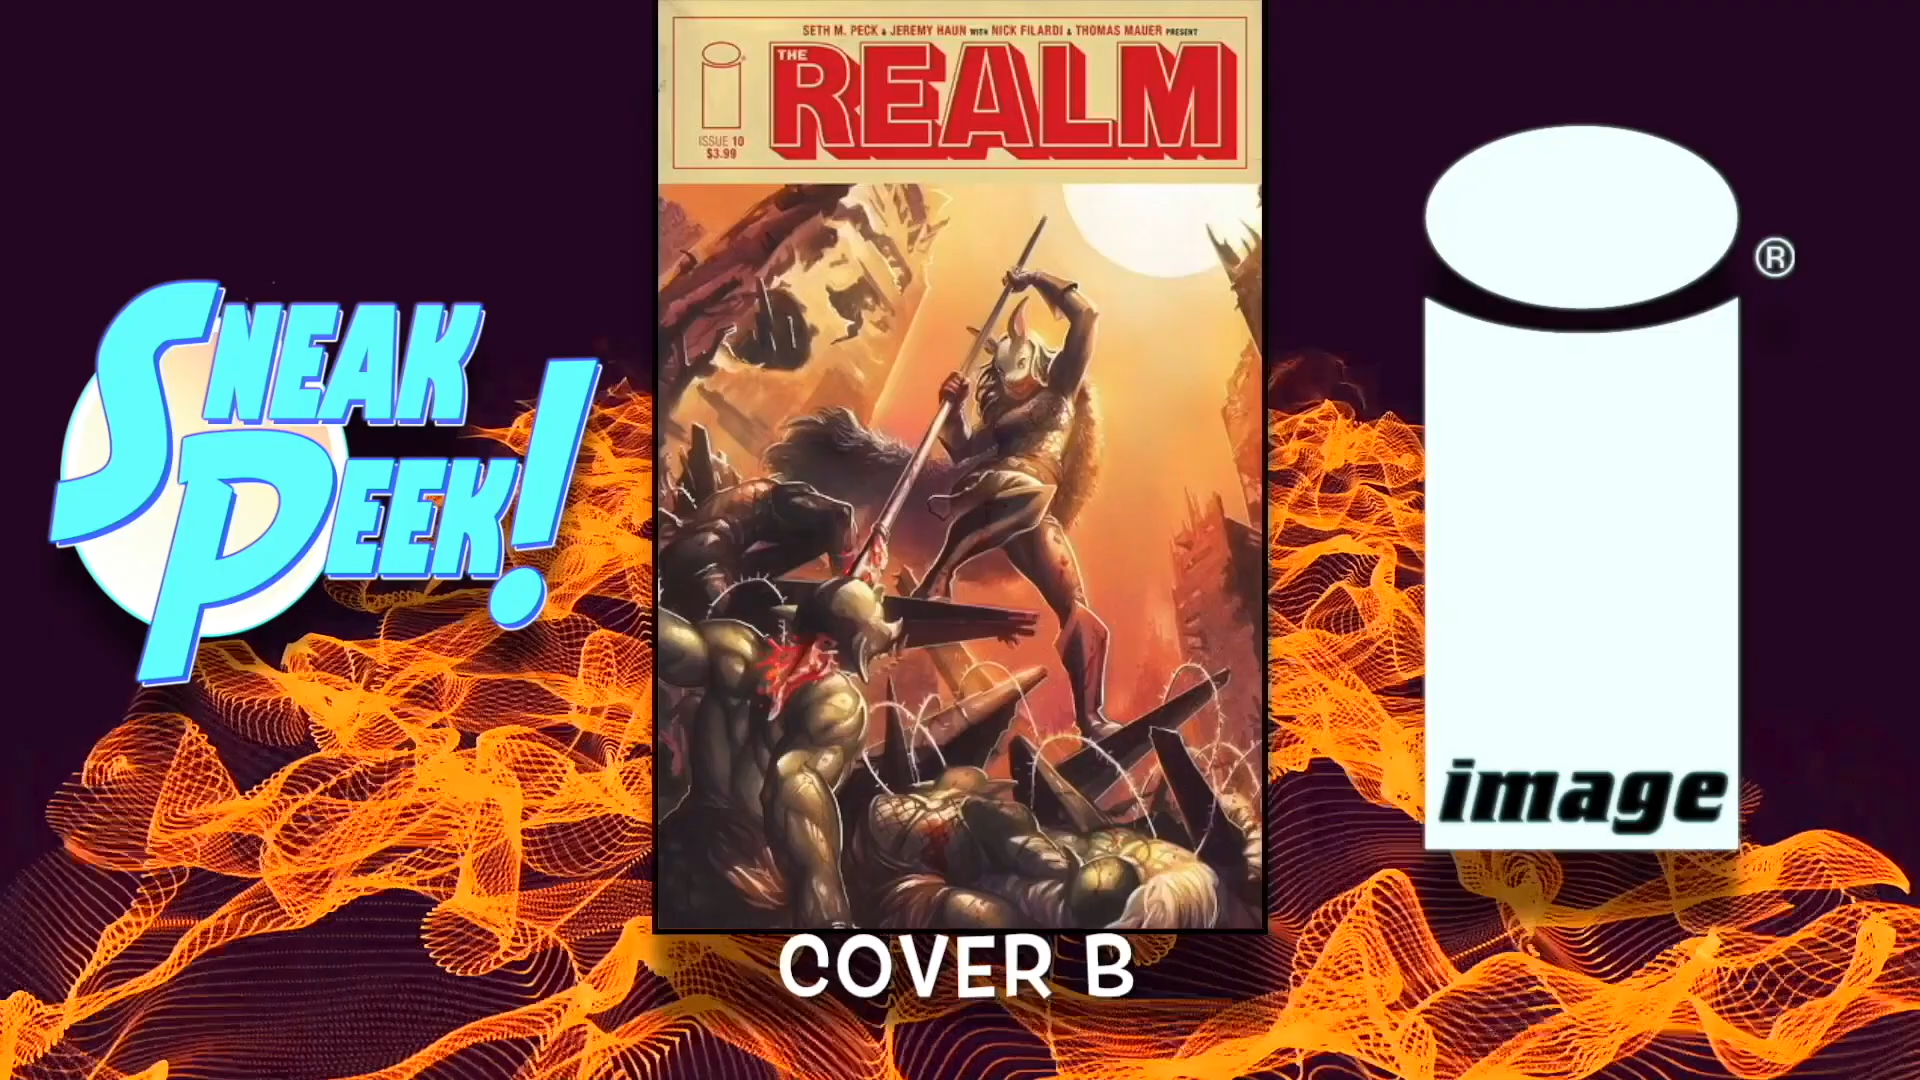 SETH M. PECK & JEREMY HAUN WITH NICK FILARDI & THOMAS MAUER PRESENT
THE
REALM
ISSUE 10
$3.99
SNEAK
PEEK!
®
image
COVER B